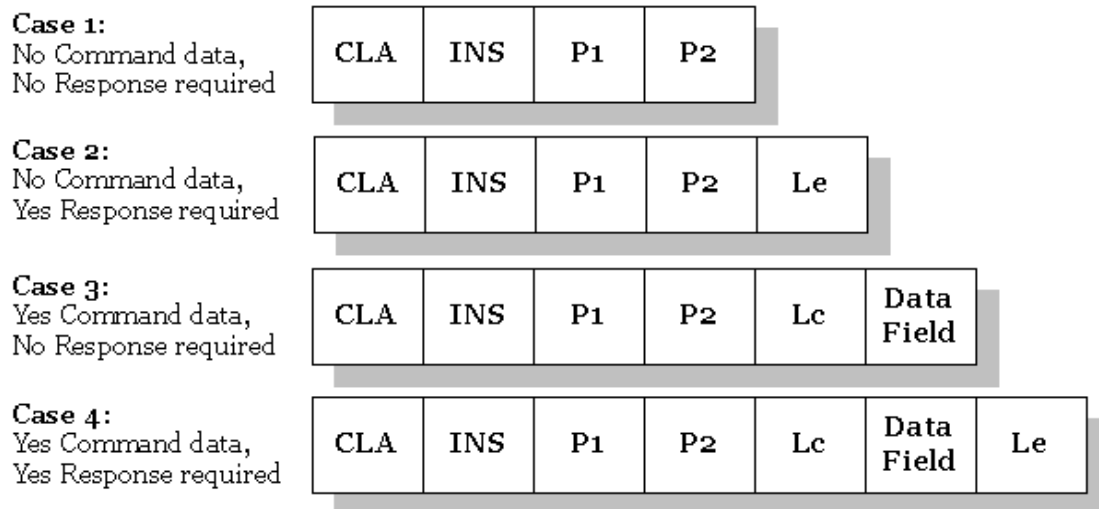 Case 1:
No Command data,
No Response required
CLA INS P1 P2
Case 2:
No Command data,
Yes Response required
CLA INS P1 P2 Le
Case 3:
Yes Command data,
No Response required
CLA INS P1 P2 Lc Data Field
Case 4:
Yes Command data,
Yes Response required
CLA INS P1 P2 Lc Data Field Le